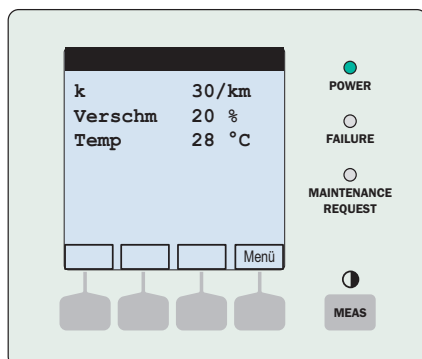 k 30/km
Verschm 20 %
Temp 28 °C
Menü
POWER
FAILURE
MAINTENANCE
REQUEST
MEAS